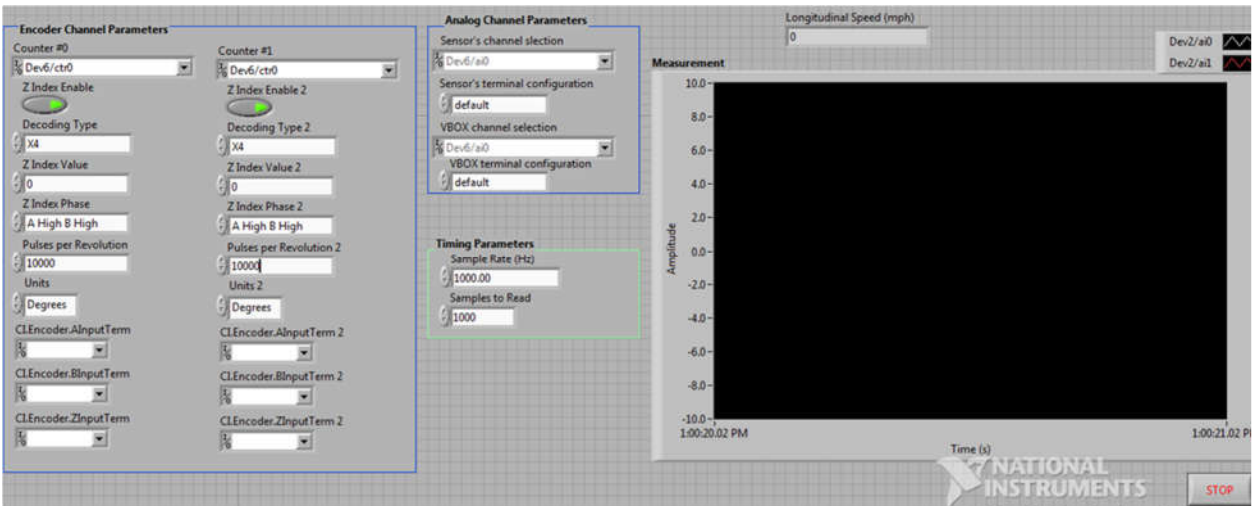 Encoder Channel Parameters
Counter #0
Dev6/ctr0
Z Index Enable
Decoding Type
X4
Z Index Value
0
Z Index Phase
A High B High
Pulses per Revolution
10000
Units
Degrees
CI.Encoder.AInputTerm
CI.Encoder.BInputTerm
CI.Encoder.ZInputTerm
Counter #1
Dev6/ctr0
Z Index Enable 2
Decoding Type 2
X4
Z Index Value 2
0
Z Index Phase 2
A High B High
Pulses per Revolution 2
10000
Units 2
Degrees
CI.Encoder.AInputTerm 2
CI.Encoder.BInputTerm 2
CI.Encoder.ZInputTerm 2
Analog Channel Parameters
Sensor's channel slection
Dev6/ai0
Sensor's terminal configuration
default
VBOX channel selection
Dev6/ai0
VBOX terminal configuration
default
Timing Parameters
Sample Rate (Hz)
1000.00
Samples to Read
1000
Longitudinal Speed (mph)
0
Dev2/ai0
Dev2/ai1
Measurement
Amplitude
10.0
8.0
6.0
4.0
2.0
0.0
-2.0
-4.0
-6.0
-8.0
-10.0
1:00:20.02 PM
1:00:21.02 P
Time (s)
NATIONAL
INSTRUMENTS
STOP